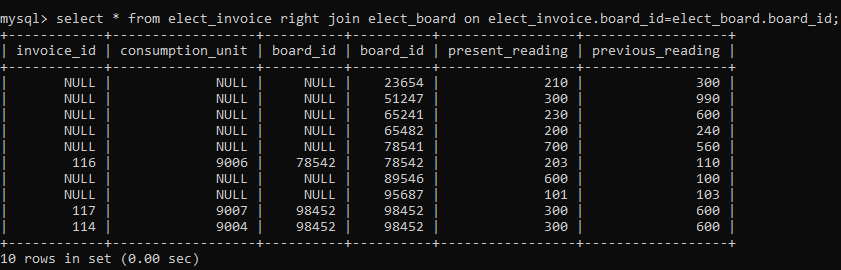 mysql> select * from elect_invoice right join elect_board on elect_invoice.board_id=elect_board.board_id;
+------------+------------------+----------+----------+-----------------+------------------+
| invoice_id | consumption_unit | board_id | board_id | present_reading | previous_reading |
+------------+------------------+----------+----------+-----------------+------------------+
|       NULL |             NULL |     NULL |    23654 |             210 |              300 |
|       NULL |             NULL |     NULL |    51247 |             300 |              990 |
|       NULL |             NULL |     NULL |    65241 |             230 |              600 |
|       NULL |             NULL |     NULL |    65482 |             200 |              240 |
|       NULL |             NULL |     NULL |    78541 |             700 |              560 |
|        116 |             9006 |    78542 |    78542 |             203 |              110 |
|       NULL |             NULL |     NULL |    89546 |             600 |              100 |
|       NULL |             NULL |     NULL |    95687 |             101 |              103 |
|        117 |             9007 |    98452 |    98452 |             300 |              600 |
|        114 |             9004 |    98452 |    98452 |             300 |              600 |
+------------+------------------+----------+----------+-----------------+------------------+
10 rows in set (0.00 sec)